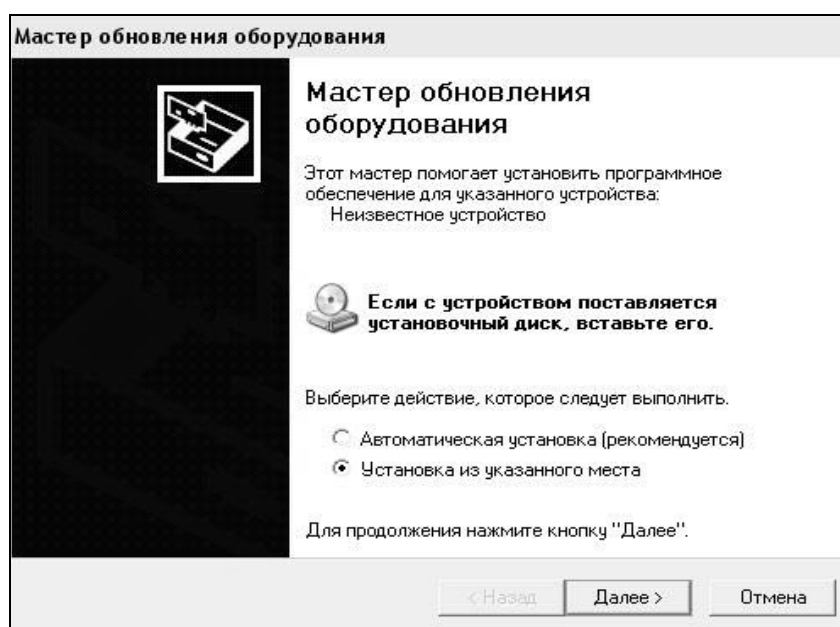 Мастер обновления оборудования
Мастер обновления
оборудования
Этот мастер помогает установить программное
обеспечение для указанного устройства:
Неизвестное устройство
Если с устройством поставляется
установочный диск, вставьте его.
Выберите действие, которое следует выполнить.
Автоматическая установка (рекомендуется)
Установка из указанного места
Для продолжения нажмите кнопку "Далее".
< Назад Далее > Отмена